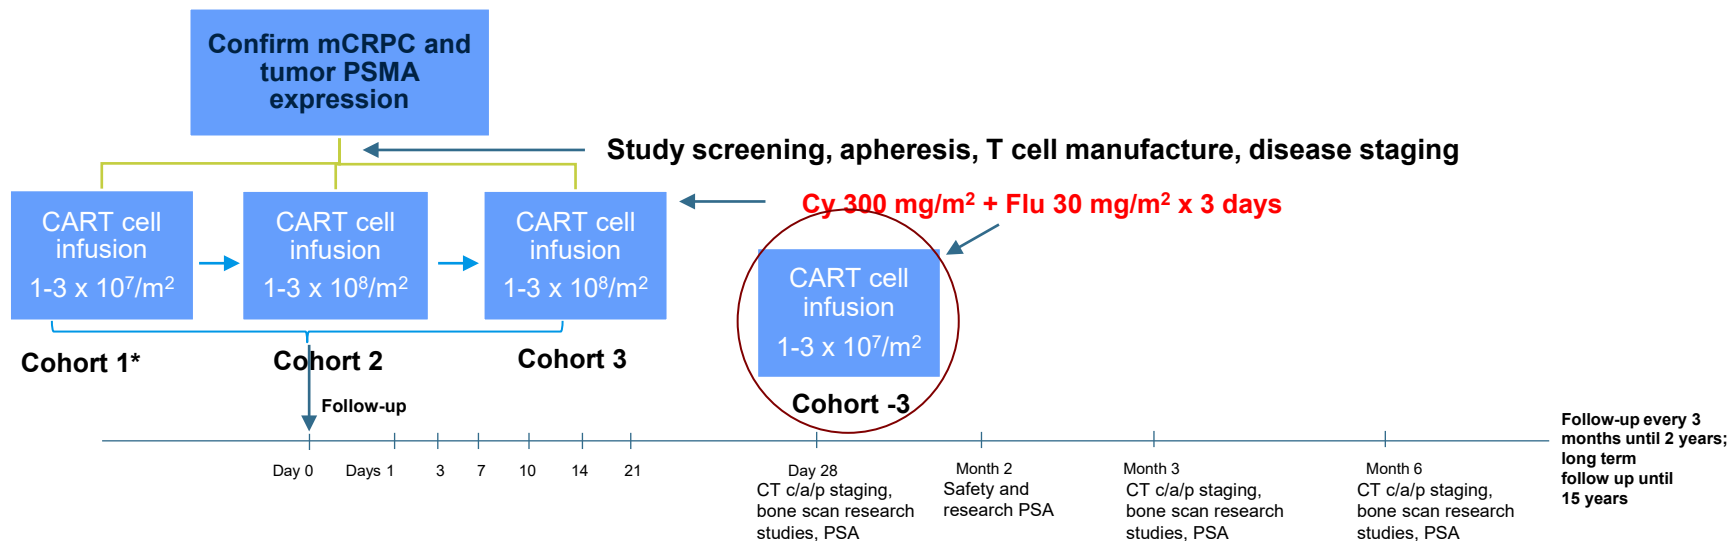 Confirm mCRPC and
tumor PSMA
expression
Study screening, apheresis, T cell manufacture, disease staging
Cy 300 mg/m² + Flu 30 mg/m² x 3 days
CART cell
infusion
1-3 x 10⁷/m²
CART cell
infusion
1-3 x 10⁸/m²
CART cell
infusion
1-3 x 10⁸/m²
CART cell
infusion
1-3 x 10⁷/m²
Cohort 1*
Cohort 2
Cohort 3
Cohort -3
Follow-up
Day 0
Days 1
3
7
10
14
21
Day 28
CT c/a/p staging,
bone scan research
studies, PSA
Month 2
Safety and
research PSA
Month 3
CT c/a/p staging,
bone scan research
studies, PSA
Month 6
CT c/a/p staging,
bone scan research
studies, PSA
Follow-up every 3
months until 2 years;
long term
follow up until
15 years